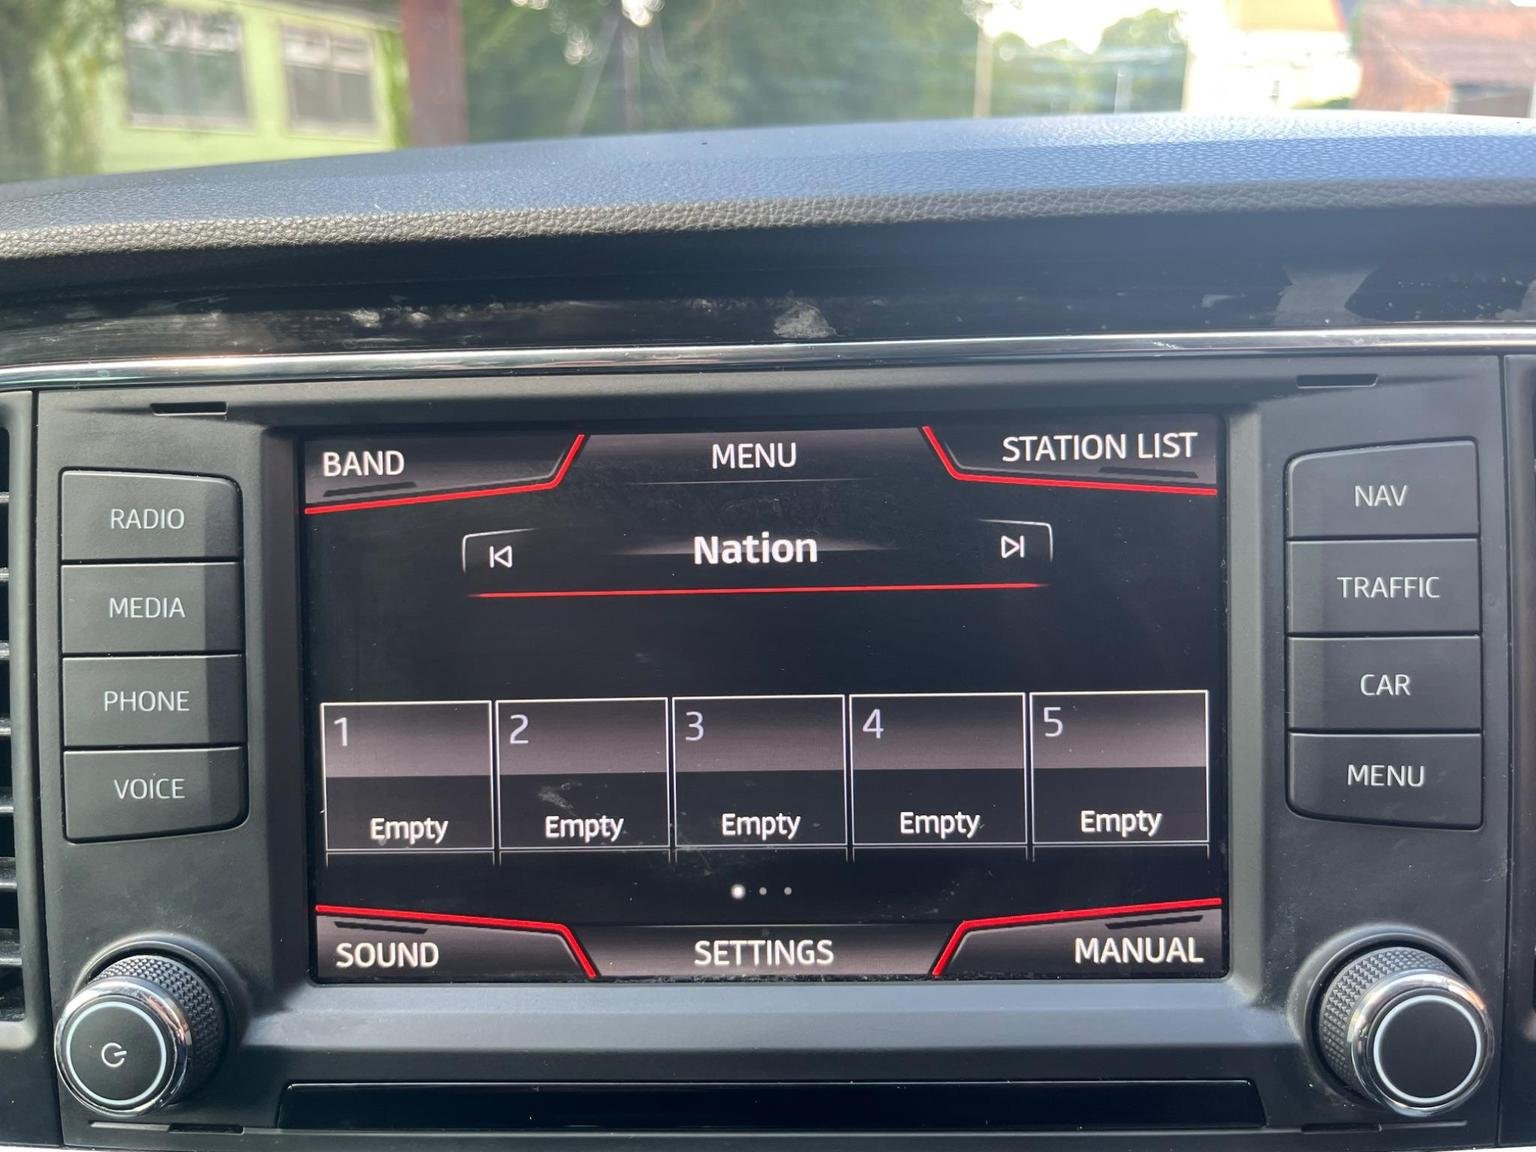 BAND
MENU
STATION LIST
Nation
1
2
3
4
5
Empty
Empty
Empty
Empty
Empty
SOUND
SETTINGS
MANUAL
RADIO
MEDIA
PHONE
VOICE
NAV
TRAFFIC
CAR
MENU